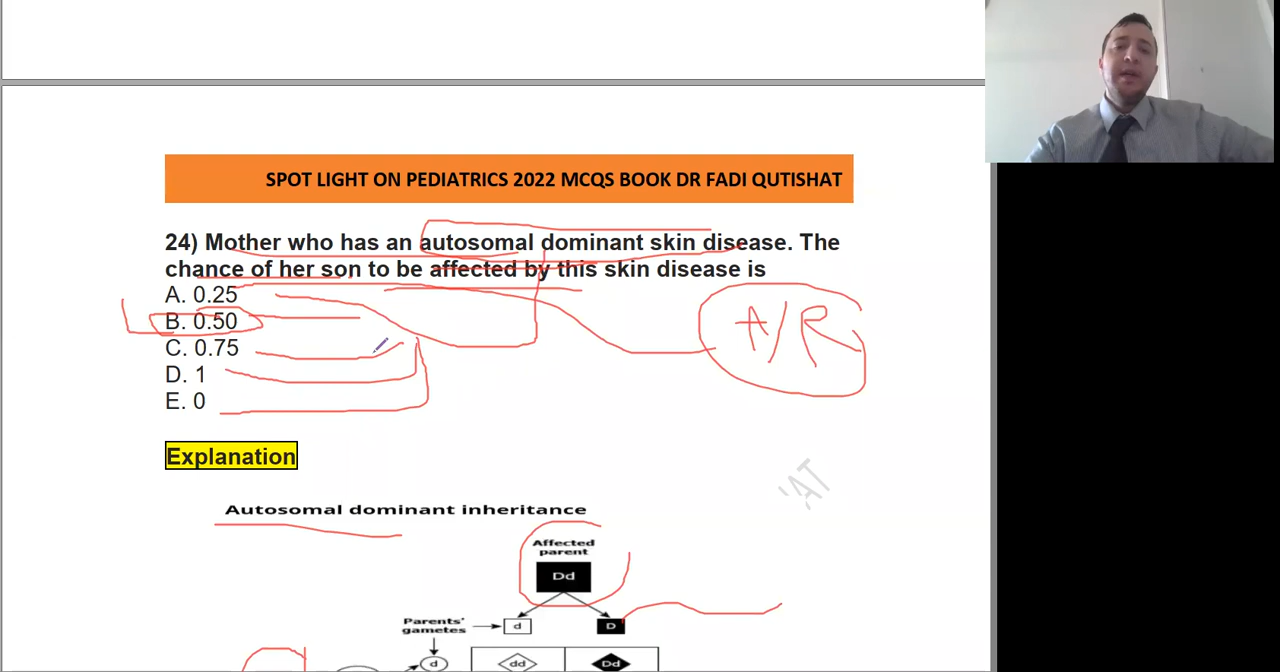 SPOT LIGHT ON PEDIATRICS 2022 MCQS BOOK DR FADI QUTISHAT
24) Mother who has an autosomal dominant skin disease. The
chance of her son to be affected by this skin disease is
A. 0.25
B. 0.50
C. 0.75
D. 1
E. 0
A/R
Explanation
'AT
Autosomal dominant inheritance
Affected
parent
Dd
Parents'
gametes
d
D
d
dd
Dd